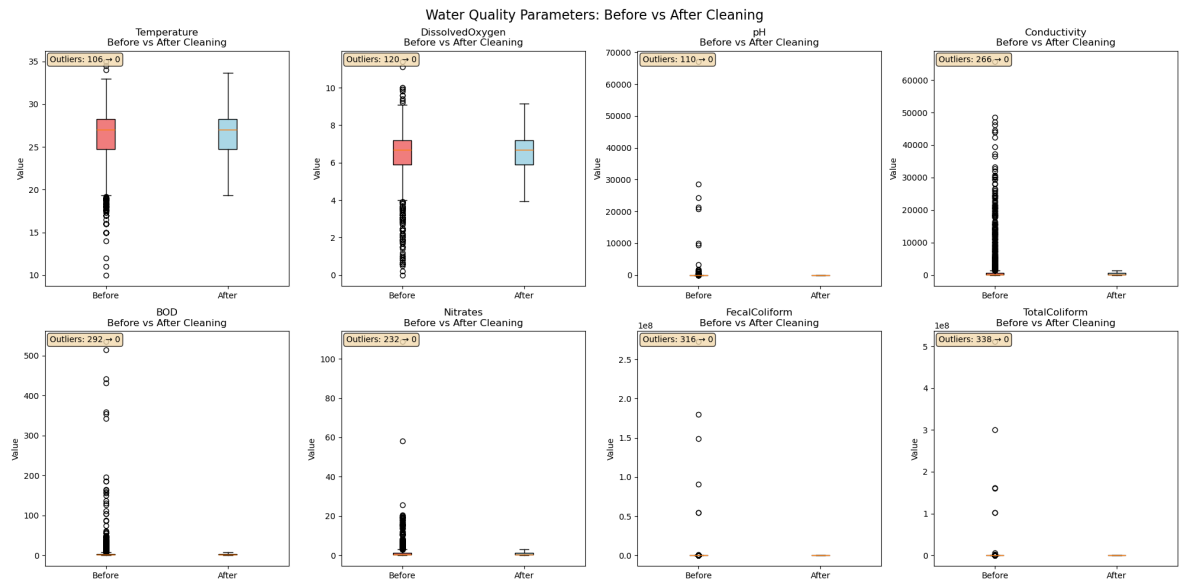 Water Quality Parameters: Before vs After Cleaning
Temperature
Before vs After Cleaning
Outliers: 106 → 0
35
30
25
20
15
10
Value
Before
After
DissolvedOxygen
Before vs After Cleaning
Outliers: 120 → 0
10
8
6
4
2
0
Value
Before
After
pH
Before vs After Cleaning
Outliers: 110 → 0
70000
60000
50000
40000
30000
20000
10000
0
Value
Before
After
Conductivity
Before vs After Cleaning
Outliers: 266 → 0
60000
50000
40000
30000
20000
10000
0
Value
Before
After
BOD
Before vs After Cleaning
Outliers: 292 → 0
500
400
300
200
100
0
Value
Before
After
Nitrates
Before vs After Cleaning
Outliers: 232 → 0
100
80
60
40
20
0
Value
Before
After
FecalColiform
Before vs After Cleaning
1e8
Outliers: 316 → 0
2.5
2.0
1.5
1.0
0.5
0.0
Value
Before
After
TotalColiform
Before vs After Cleaning
1e8
Outliers: 338 → 0
5
4
3
2
1
0
Value
Before
After